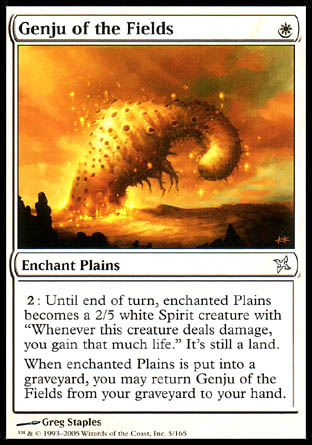 Genju of the Fields
Enchant Plains
2: Until end of turn, enchanted Plains
becomes a 2/5 white Spirit creature with
“Whenever this creature deals damage,
you gain that much life.” It's still a land.
When enchanted Plains is put into a
graveyard, you may return Genju of the
Fields from your graveyard to your hand.
Greg Staples
™ & © 1993–2005 Wizards of the Coast, Inc. 5/165